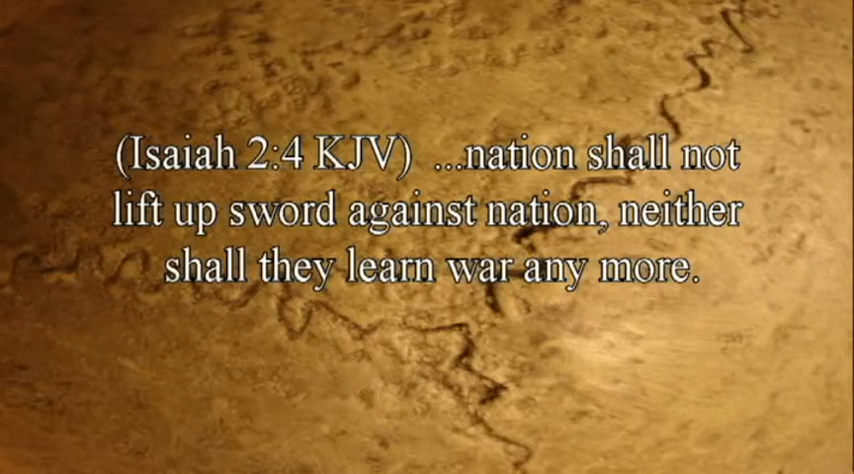 (Isaiah 2:4 KJV)  ...nation shall not
lift up sword against nation, neither
shall they learn war any more.